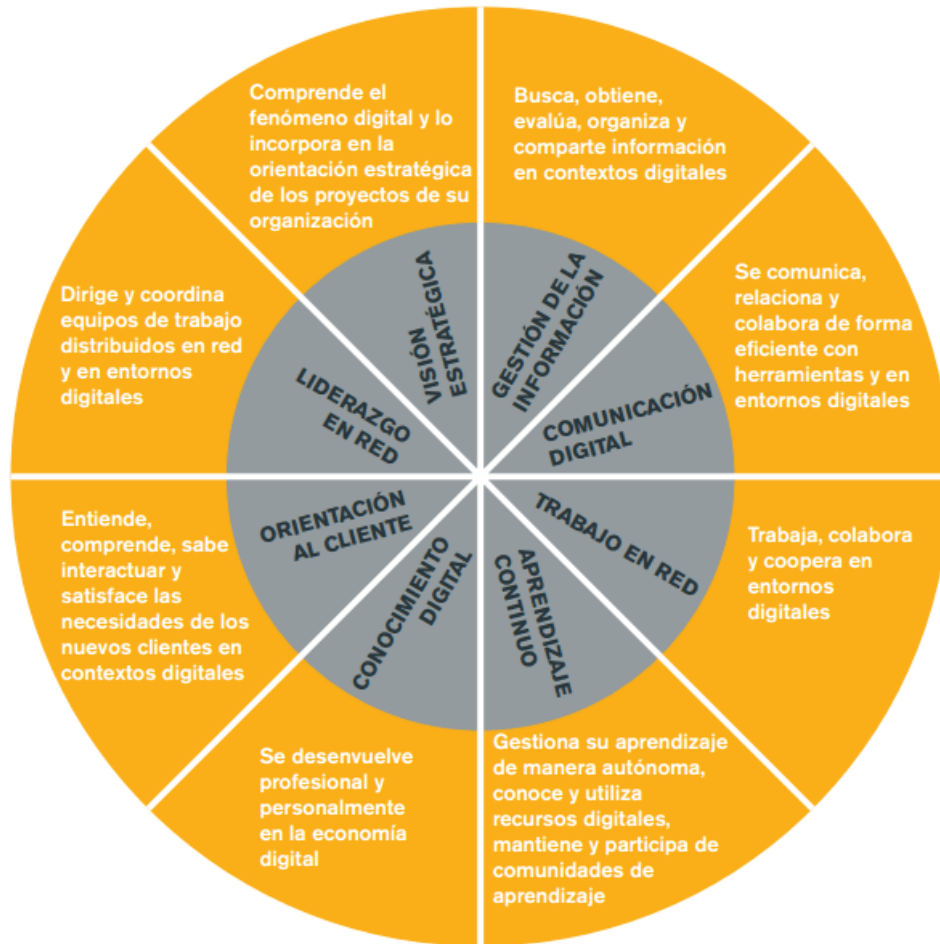 Comprende el
fenómeno digital y lo
incorpora en la
orientación estratégica
de los proyectos de su
organización
VISIÓN
ESTRATÉGICA
Busca, obtiene,
evalúa, organiza y
comparte información
en contextos digitales
GESTIÓN DE LA
INFORMACIÓN
Se comunica,
relaciona y
colabora de forma
eficiente con
herramientas y en
entornos digitales
COMUNICACIÓN
DIGITAL
Trabaja, colabora
y coopera en
entornos
digitales
TRABAJO EN RED
Gestiona su aprendizaje
de manera autónoma,
conoce y utiliza
recursos digitales,
mantiene y participa de
comunidades de
aprendizaje
APRENDIZAJE
CONTINUO
Se desenvuelve
profesional y
personalmente
en la economía
digital
CONOCIMIENTO
DIGITAL
Entiende,
comprende, sabe
interactuar y
satisface las
necesidades de los
nuevos clientes en
contextos digitales
ORIENTACIÓN
AL CLIENTE
Dirige y coordina
equipos de trabajo
distribuidos en red
y en entornos
digitales
LIDERAZGO
EN RED